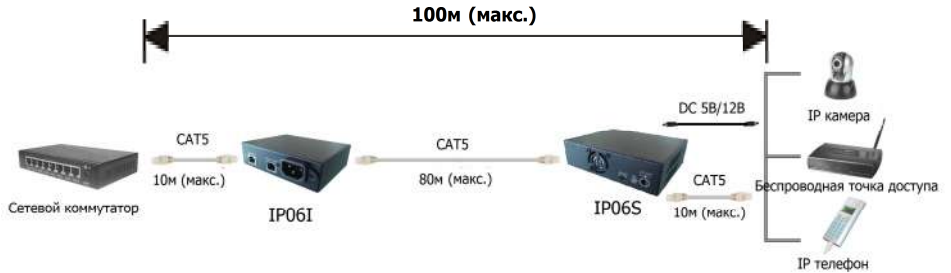 100м (макс.)
DC 5В/12В
IP камера
CAT5
CAT5
CAT5
10м (макс.)
80м (макс.)
10м (макс.)
Беспроводная точка доступа
Сетевой коммутатор
IP06I
IP06S
IP телефон